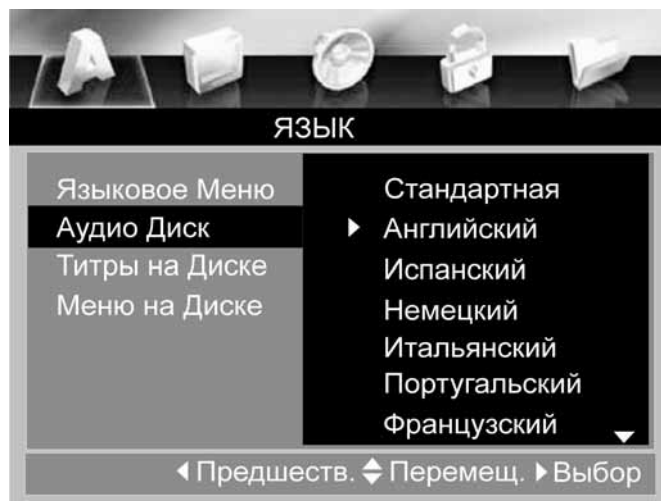 ЯЗЫК
Языковое Меню
Аудио Диск
Титры на Диске
Меню на Диске
Стандартная
Английский
Испанский
Немецкий
Итальянский
Португальский
Французский
Предшеств. Перемещ. Выбор